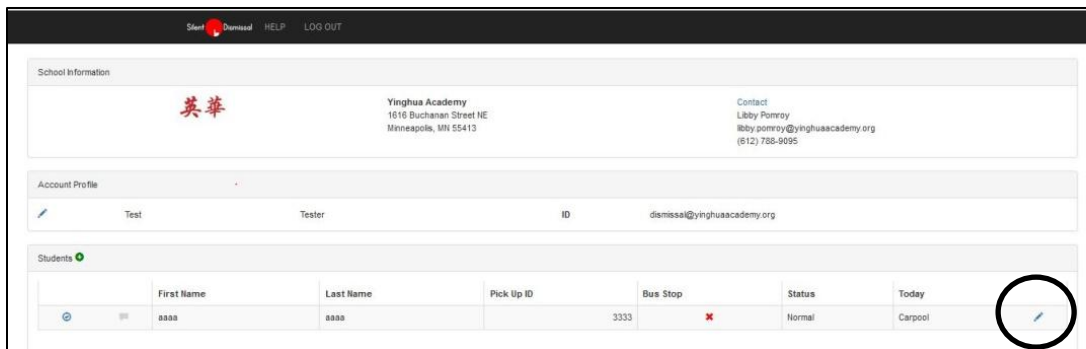 Silent Dismissal HELP LOG OUT
School Information
英華
Yinghua Academy
1616 Buchanan Street NE
Minneapolis, MN 55413
Contact
Libby Pomroy
libby.pomroy@yinghuaacademy.org
(612) 788-9095
Account Profile
Test Tester ID dismissal@yinghuaacademy.org
Students
First Name Last Name Pick Up ID Bus Stop Status Today
aaaa aaaa 3333 Normal Carpool